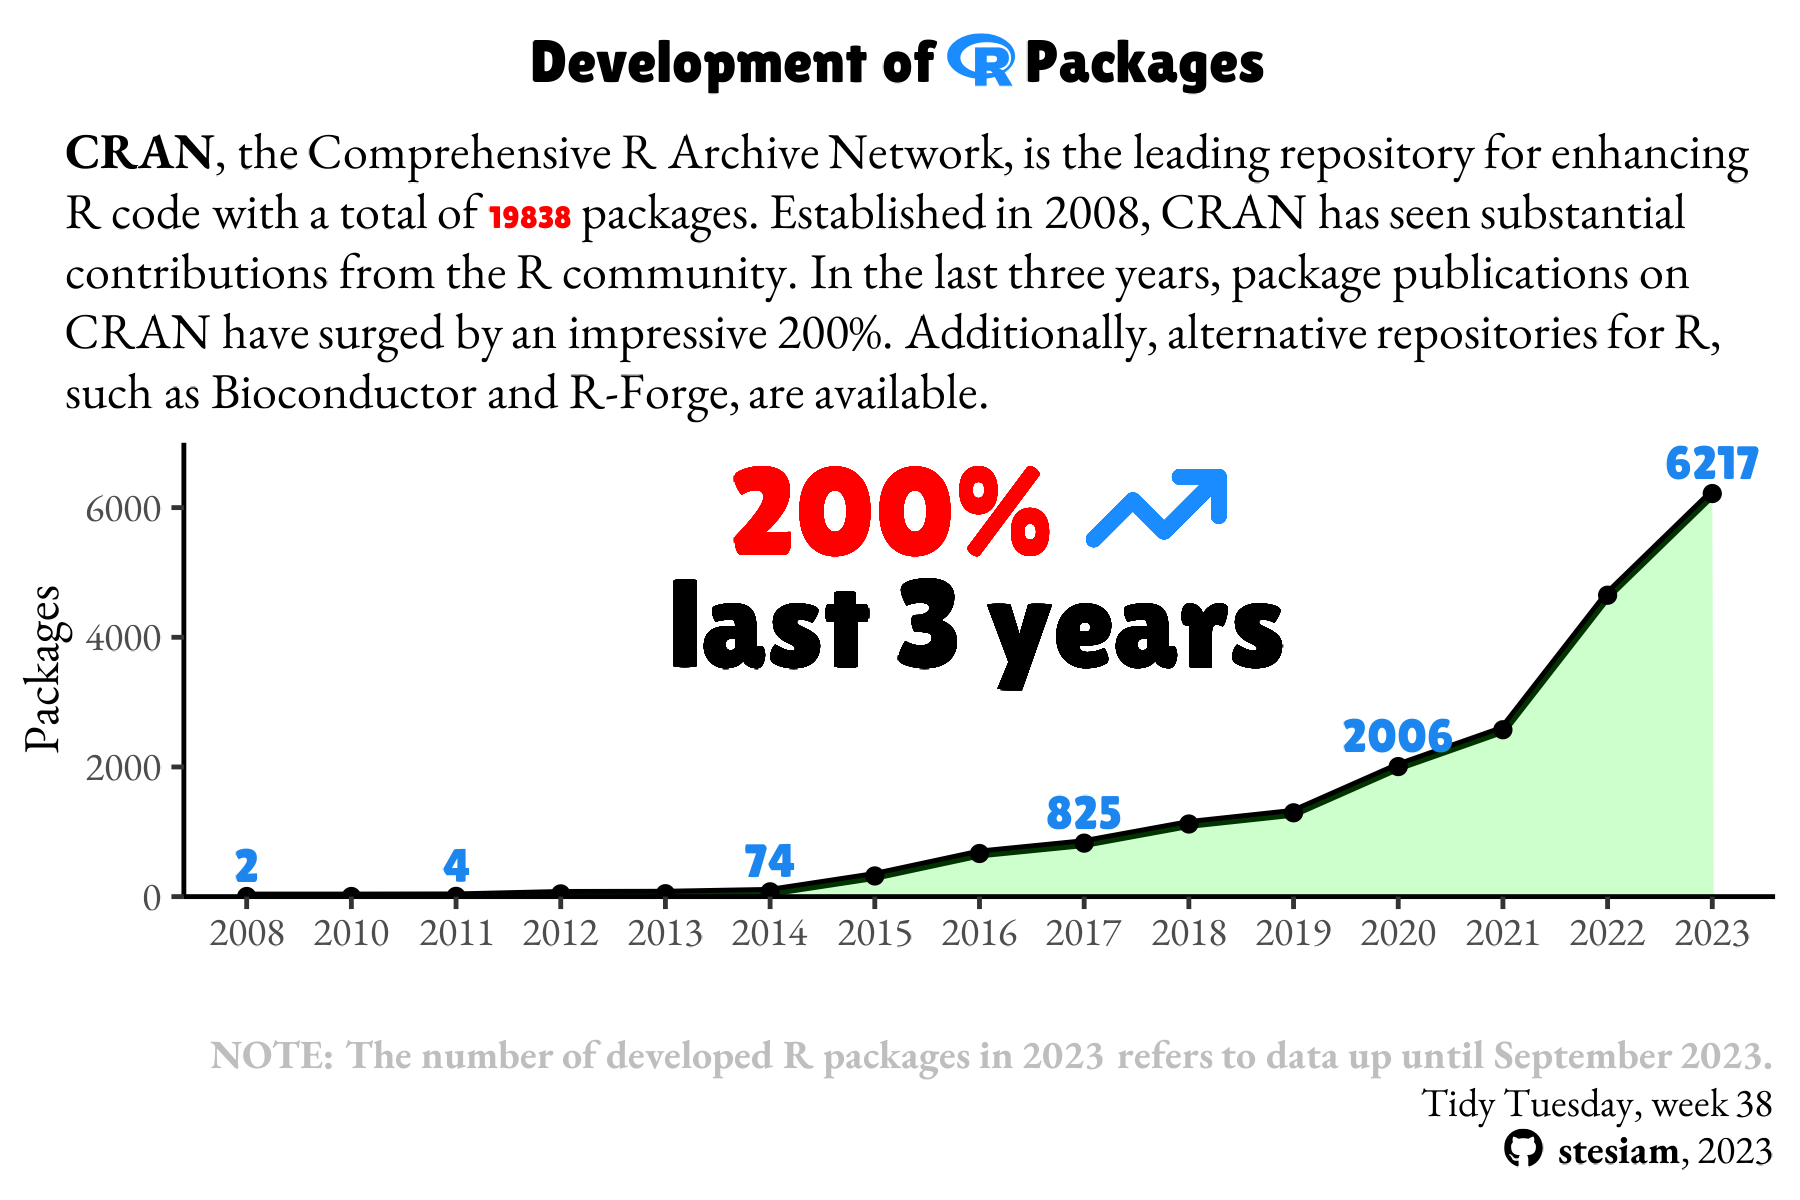 Development of R Packages
CRAN, the Comprehensive R Archive Network, is the leading repository for enhancing
R code with a total of 19838 packages. Established in 2008, CRAN has seen substantial
contributions from the R community. In the last three years, package publications on
CRAN have surged by an impressive 200%. Additionally, alternative repositories for R,
such as Bioconductor and R-Forge, are available.
200%
last 3 years
Packages
6000
4000
2000
0
2
4
74
825
2006
6217
2008 2010 2011 2012 2013 2014 2015 2016 2017 2018 2019 2020 2021 2022 2023
NOTE: The number of developed R packages in 2023 refers to data up until September 2023.
Tidy Tuesday, week 38
stesiam, 2023